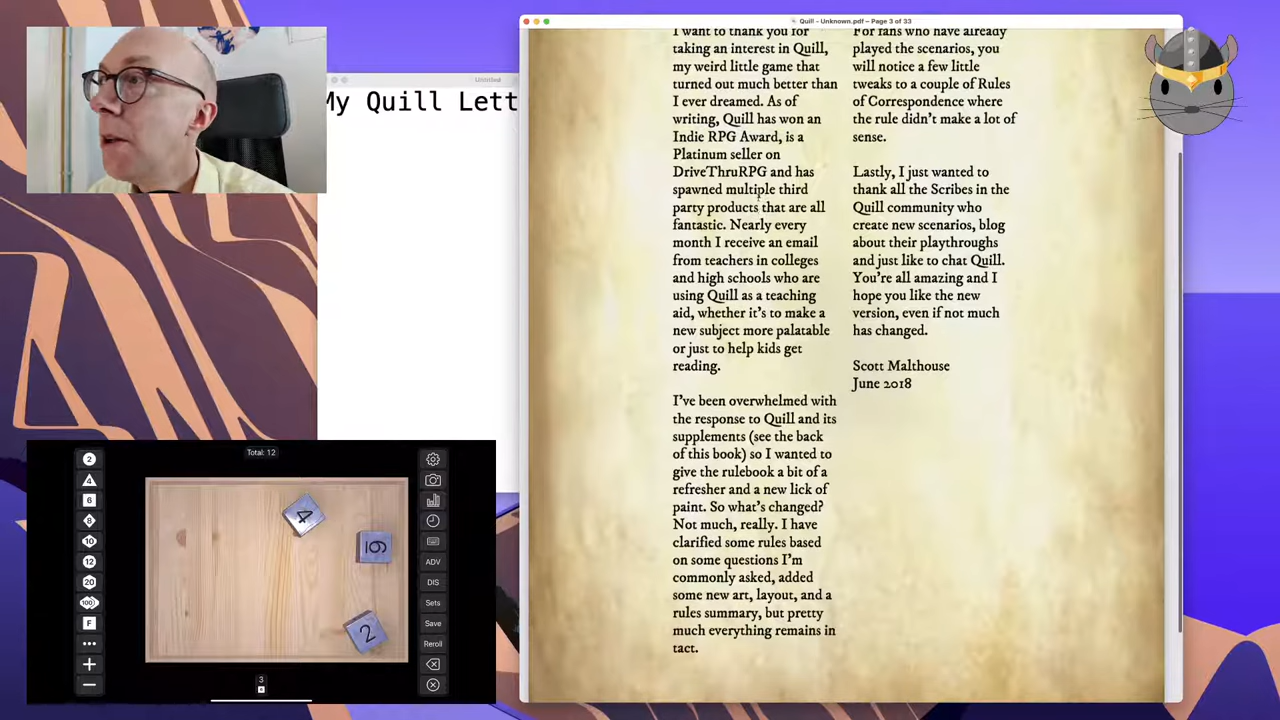 Quill - Unknown.pdf – Page 3 of 33
Untitled
My Quill Lett
I want to thank you for
taking an interest in Quill,
my weird little game that
turned out much better than
I ever dreamed. As of
writing, Quill has won an
Indie RPG Award, is a
Platinum seller on
DriveThruRPG and has
spawned multiple third
party products that are all
fantastic. Nearly every
month I receive an email
from teachers in colleges
and high schools who are
using Quill as a teaching
aid, whether it's to make a
new subject more palatable
or just to help kids get
reading.
I've been overwhelmed with
the response to Quill and its
supplements (see the back
of this book) so I wanted to
give the rulebook a bit of a
refresher and a new lick of
paint. So what's changed?
Not much, really. I have
clarified some rules based
on some questions I'm
commonly asked, added
some new art, layout, and a
rules summary, but pretty
much everything remains in
tact.
For fans who have already
played the scenarios, you
will notice a few little
tweaks to a couple of Rules
of Correspondence where
the rule didn't make a lot of
sense.
Lastly, I just wanted to
thank all the Scribes in the
Quill community who
create new scenarios, blog
about their playthroughs
and just like to chat Quill.
You're all amazing and I
hope you like the new
version, even if not much
has changed.
Scott Malthouse
June 2018
Total: 12
2
4
6
8
10
12
20
100
F
ADV
DIS
Sets
Save
Reroll
4
6
2
3